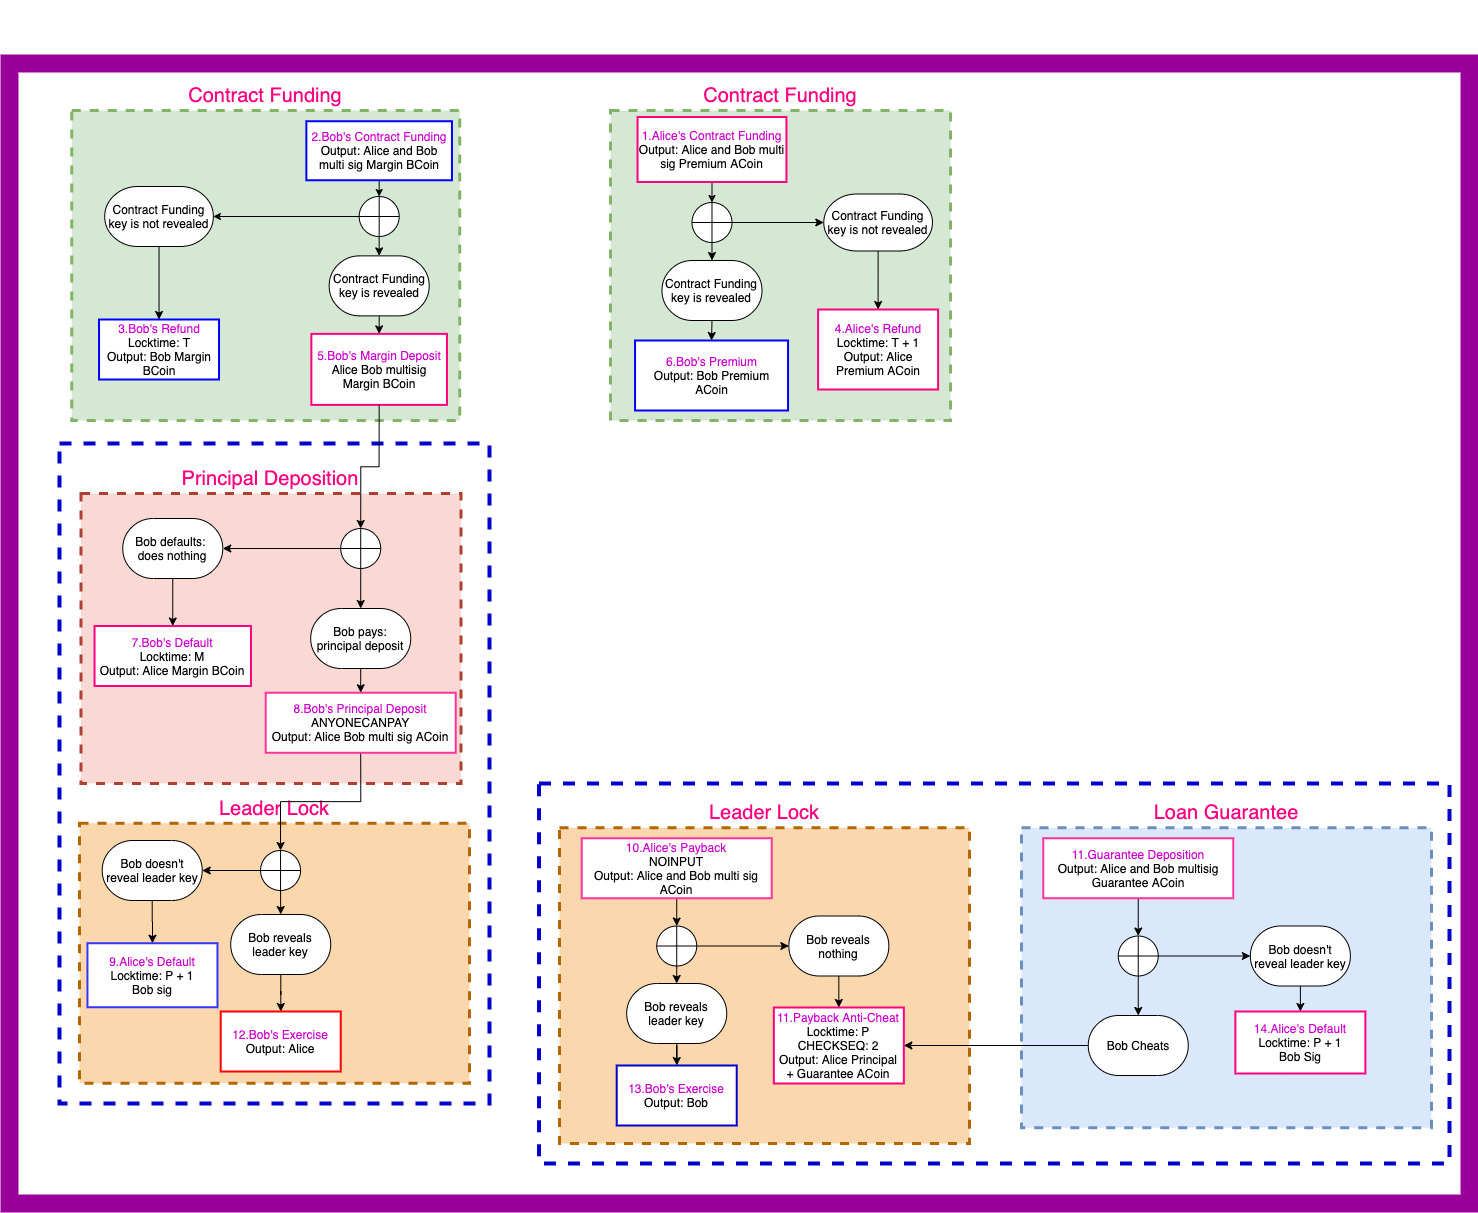 Contract Funding
2.Bob's Contract Funding
Output: Alice and Bob
multi sig Margin BCoin
Contract Funding
key is not revealed
Contract Funding
key is revealed
3.Bob's Refund
Locktime: T
Output: Bob Margin
BCoin
5.Bob's Margin Deposit
Alice Bob multisig
Margin BCoin
Contract Funding
1.Alice's Contract Funding
Output: Alice and Bob multi
sig Premium ACoin
Contract Funding
key is not revealed
Contract Funding
key is revealed
4.Alice's Refund
Locktime: T + 1
Output: Alice
Premium ACoin
6.Bob's Premium
Output: Bob Premium
ACoin
Principal Deposition
Bob defaults:
does nothing
Bob pays:
principal deposit
7.Bob's Default
Locktime: M
Output: Alice Margin BCoin
8.Bob's Principal Deposit
ANYONECANPAY
Output: Alice Bob multi sig ACoin
Leader Lock
Bob doesn't
reveal leader key
Bob reveals
leader key
9.Alice's Default
Locktime: P + 1
Bob sig
12.Bob's Exercise
Output: Alice
Leader Lock
10.Alice's Payback
NOINPUT
Output: Alice and Bob multi sig
ACoin
Bob reveals
nothing
Bob reveals
leader key
11.Payback Anti-Cheat
Locktime: P
CHECKSEQ: 2
Output: Alice Principal
+ Guarantee ACoin
13.Bob's Exercise
Output: Bob
Loan Guarantee
11.Guarantee Deposition
Output: Alice and Bob multisig
Guarantee ACoin
Bob doesn't
reveal leader key
Bob Cheats
14.Alice's Default
Locktime: P + 1
Bob Sig